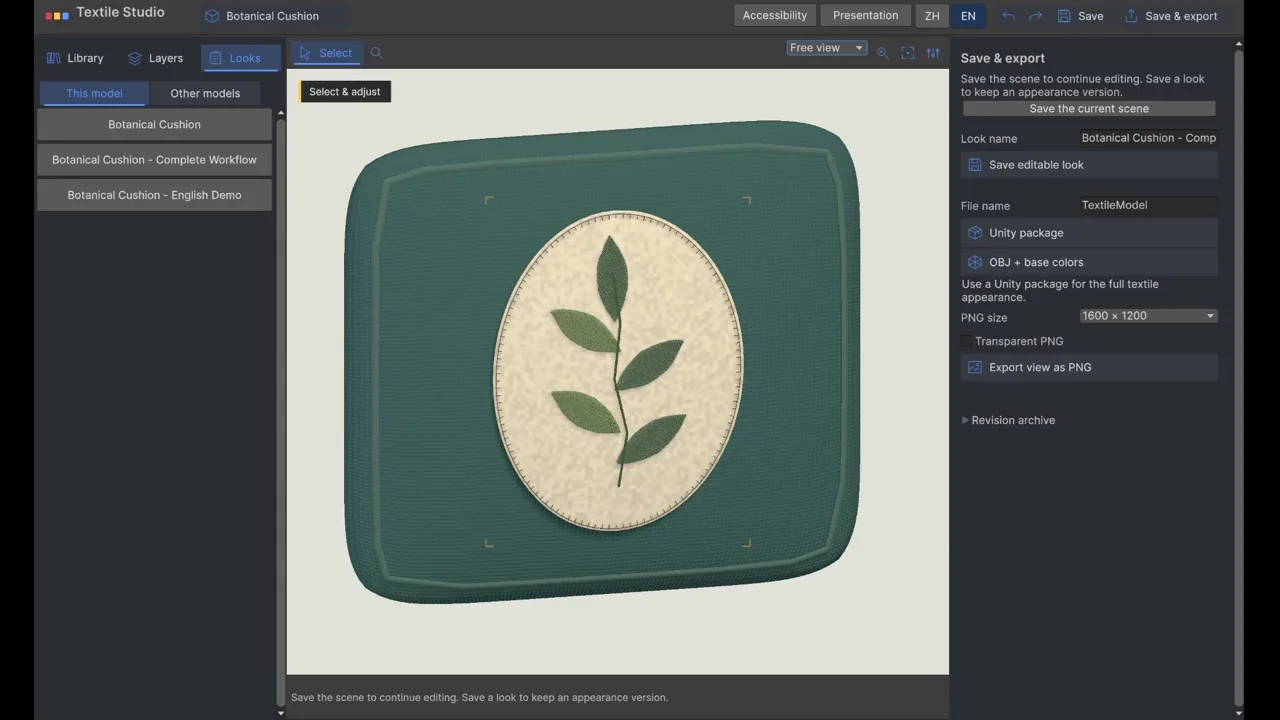 Textile Studio
Botanical Cushion
Accessibility
Presentation
ZH
EN
Save
Save & export
Library
Layers
Looks
This model
Other models
Botanical Cushion
Botanical Cushion - Complete Workflow
Botanical Cushion - English Demo
Select
Free view
Select & adjust
Save & export
Save the scene to continue editing. Save a look
to keep an appearance version.
Save the current scene
Look name
Botanical Cushion - Comp
Save editable look
File name
TextileModel
Unity package
OBJ + base colors
Use a Unity package for the full textile
appearance.
PNG size
1600 × 1200
Transparent PNG
Export view as PNG
Revision archive
Save the scene to continue editing. Save a look to keep an appearance version.